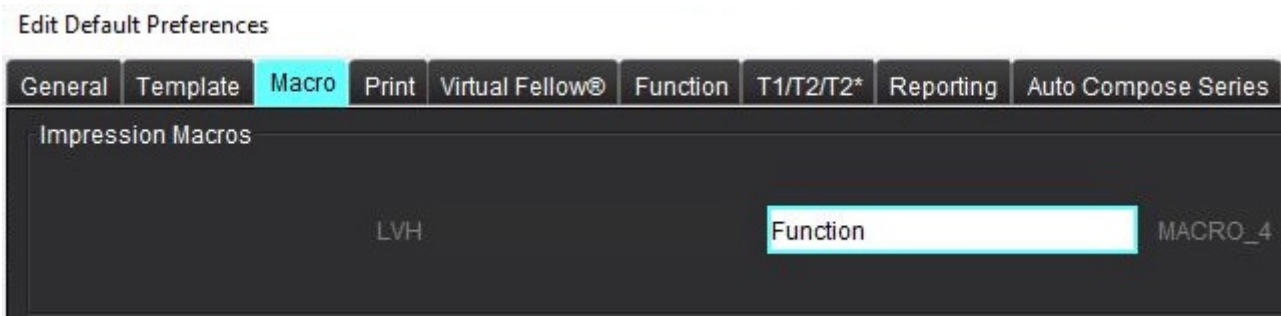 Edit Default Preferences
General Template Macro Print Virtual Fellow® Function T1/T2/T2* Reporting Auto Compose Series
Impression Macros
LVH Function MACRO_4